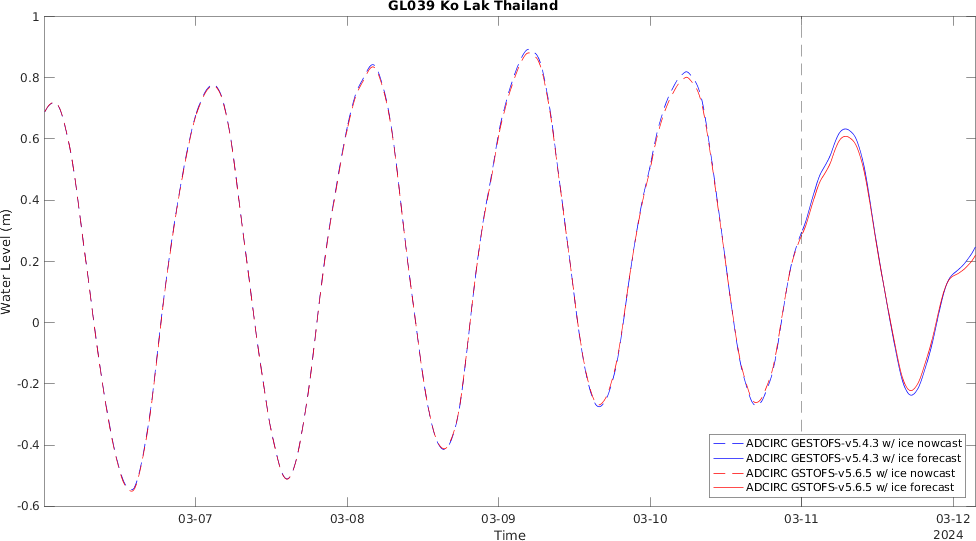 GL039 Ko Lak Thailand
1
0.8
0.6
0.4
0.2
0
-0.2
-0.4
-0.6
Water Level (m)
ADCIRC GESTOFS-v5.4.3 w/ ice nowcast
ADCIRC GESTOFS-v5.4.3 w/ ice forecast
ADCIRC GSTOFS-v5.6.5 w/ ice nowcast
ADCIRC GSTOFS-v5.6.5 w/ ice forecast
03-07 03-08 03-09 03-10 03-11 03-12
Time
2024